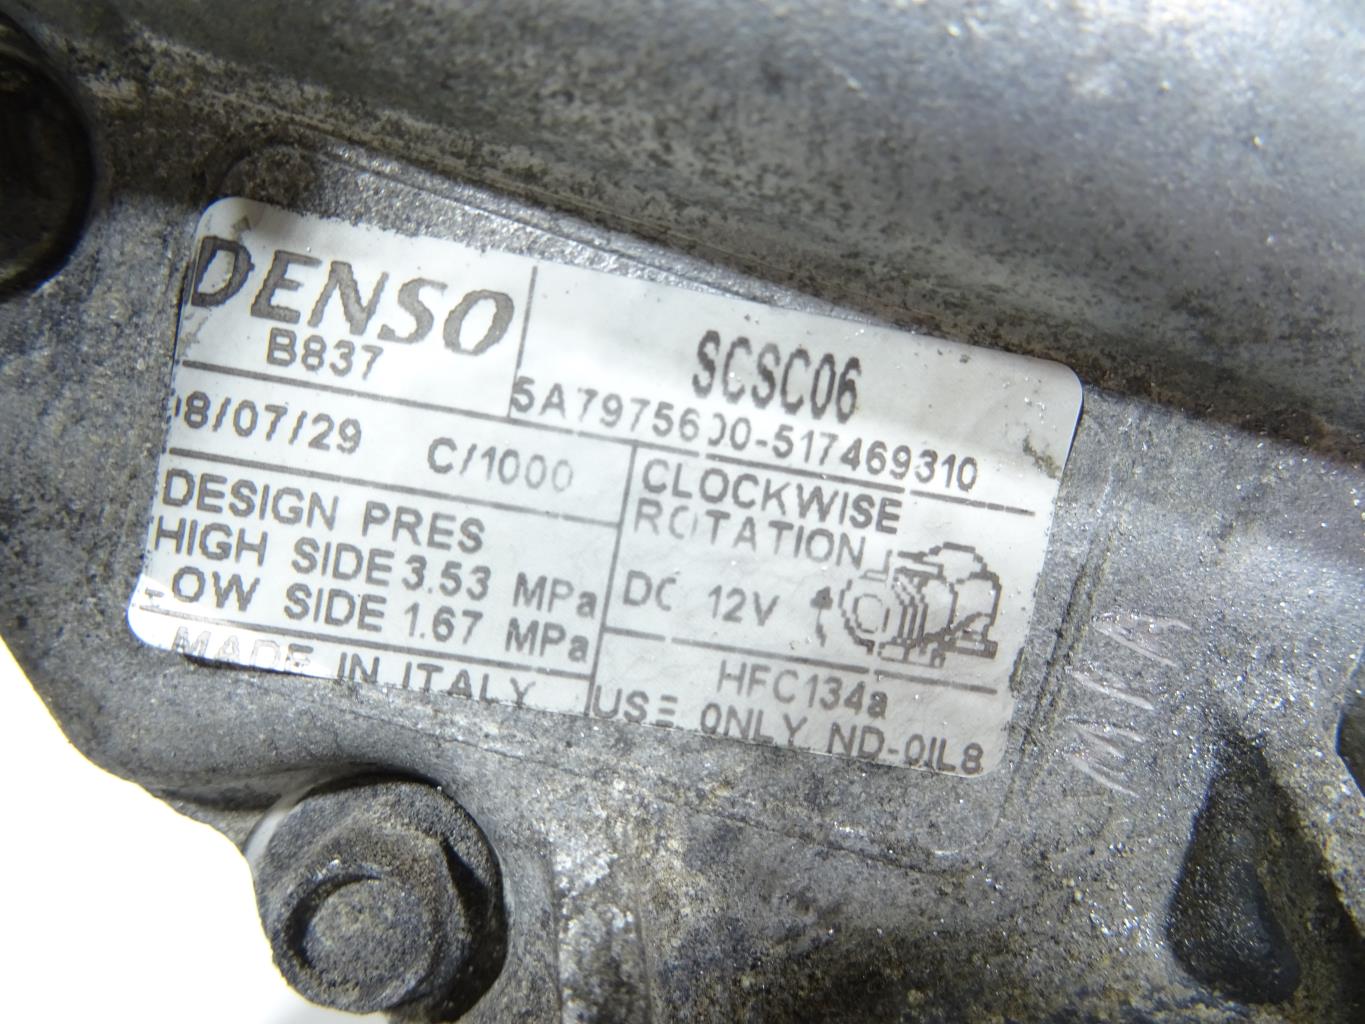 DENSO
B837
SCSC06
5A7975600-517469310
08/07/29 C/1000
DESIGN PRES
HIGH SIDE 3.53 MPa
LOW SIDE 1.67 MPa
MADE IN ITALY
CLOCKWISE
ROTATION
DC 12V
HFC134a
USE ONLY ND-OIL8
MIA